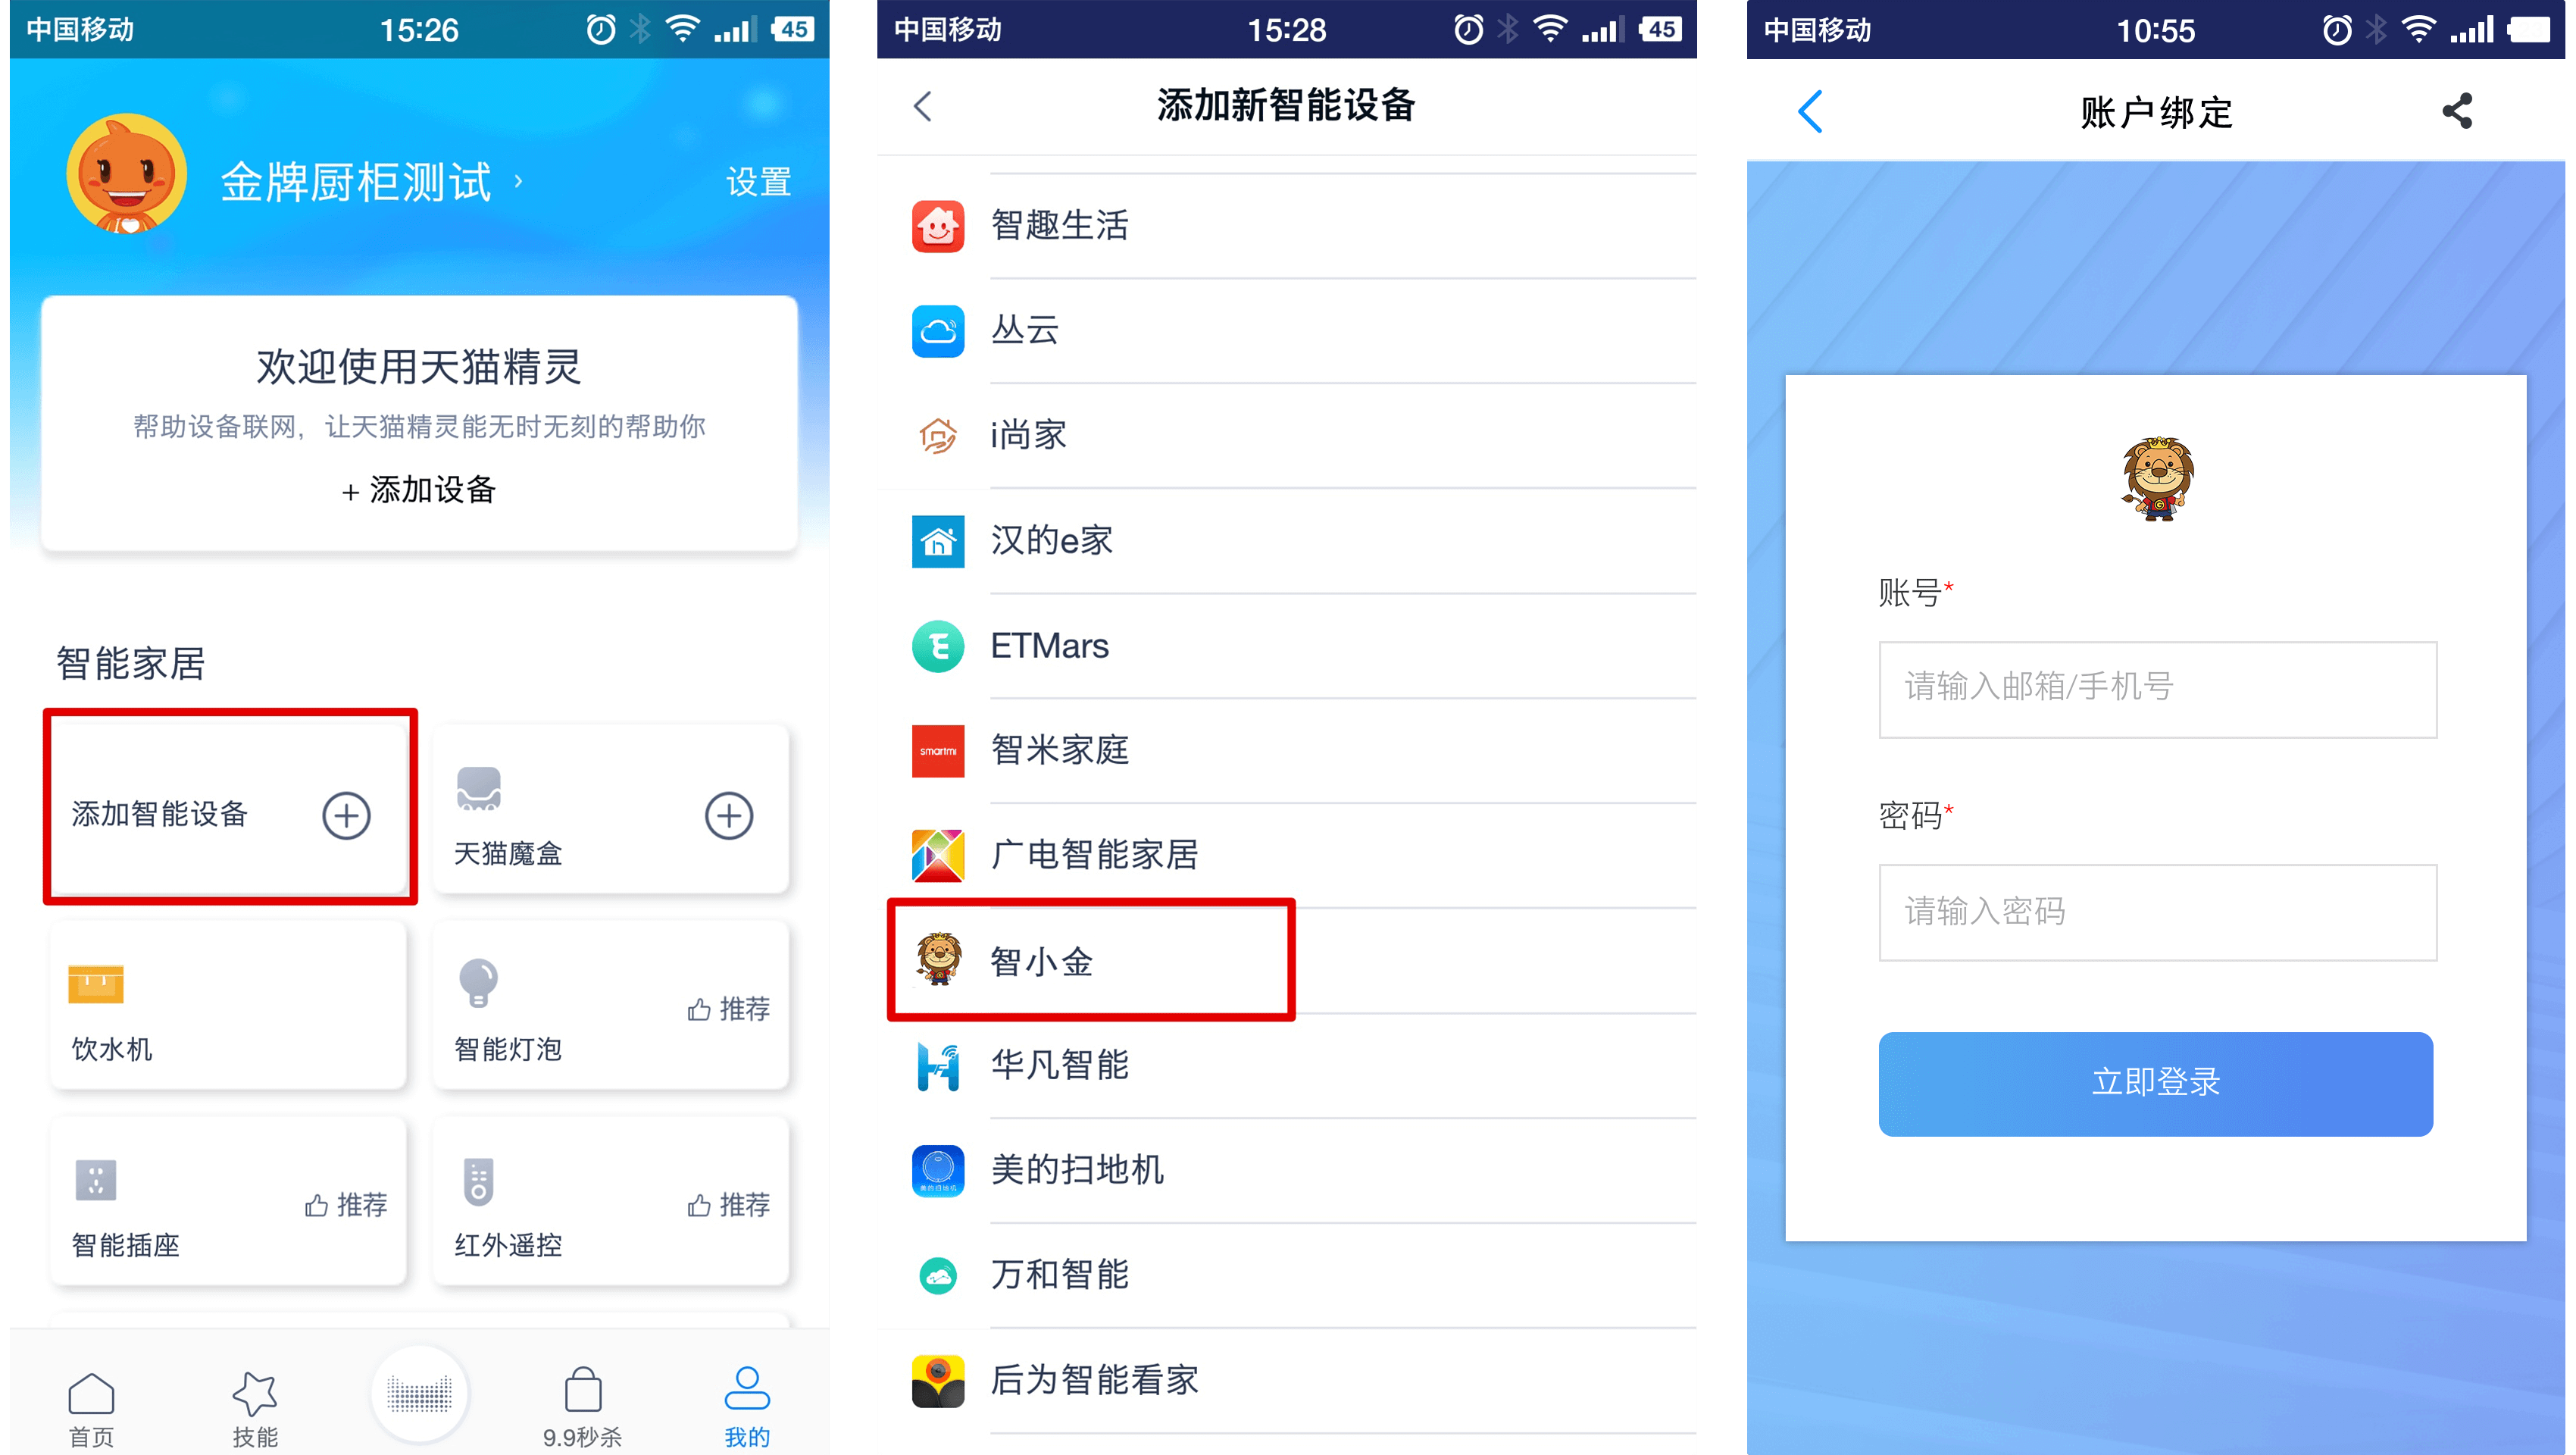 中国移动
15:26
45
金牌厨柜测试
设置
欢迎使用天猫精灵
帮助设备联网，让天猫精灵能无时无刻的帮助你
+ 添加设备
智能家居
添加智能设备
天猫魔盒
饮水机
智能灯泡
推荐
智能插座
推荐
红外遥控
推荐
首页
技能
9.9秒杀
我的
中国移动
15:28
45
添加新智能设备
智趣生活
丛云
i尚家
汉的e家
ETMars
smartmi
智米家庭
广电智能家居
智小金
华凡智能
美的扫地机
美的扫地机
万和智能
后为智能看家
中国移动
10:55
账户绑定
账号*
请输入邮箱/手机号
密码*
请输入密码
立即登录